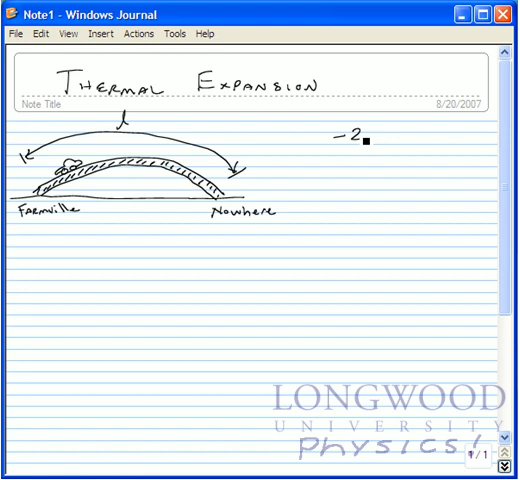 Note1 - Windows Journal
File Edit View Insert Actions Tools Help
THERMAL EXPANSION
Note Title
8/20/2007
l
-2
FARMville
Nowhere
LONGWOOD
UNIVERSITY
Physics!
1/1